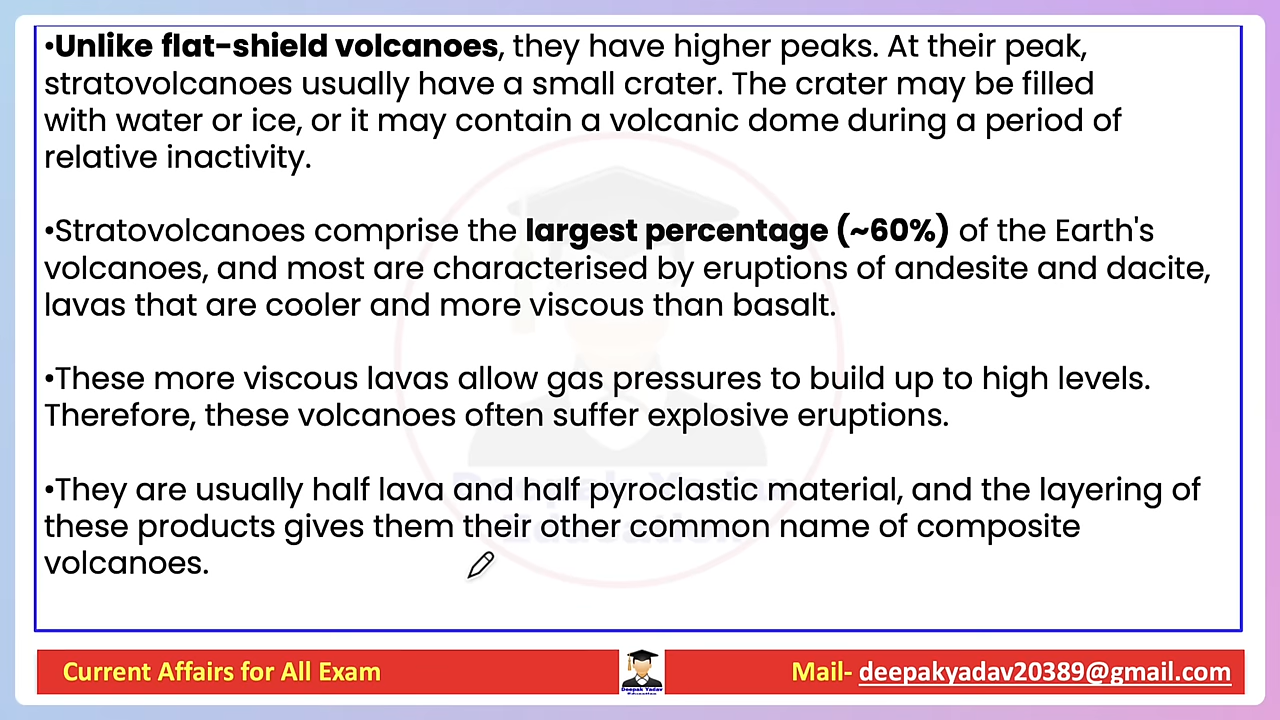 •Unlike flat-shield volcanoes, they have higher peaks. At their peak,
stratovolcanoes usually have a small crater. The crater may be filled
with water or ice, or it may contain a volcanic dome during a period of
relative inactivity.
•Stratovolcanoes comprise the largest percentage (~60%) of the Earth's
volcanoes, and most are characterised by eruptions of andesite and dacite,
lavas that are cooler and more viscous than basalt.
•These more viscous lavas allow gas pressures to build up to high levels.
Therefore, these volcanoes often suffer explosive eruptions.
•They are usually half lava and half pyroclastic material, and the layering of
these products gives them their other common name of composite
volcanoes.
Deepak Yadav
Education
Current Affairs for All Exam
Deepak Yadav
Education
Mail- deepakyadav20389@gmail.com